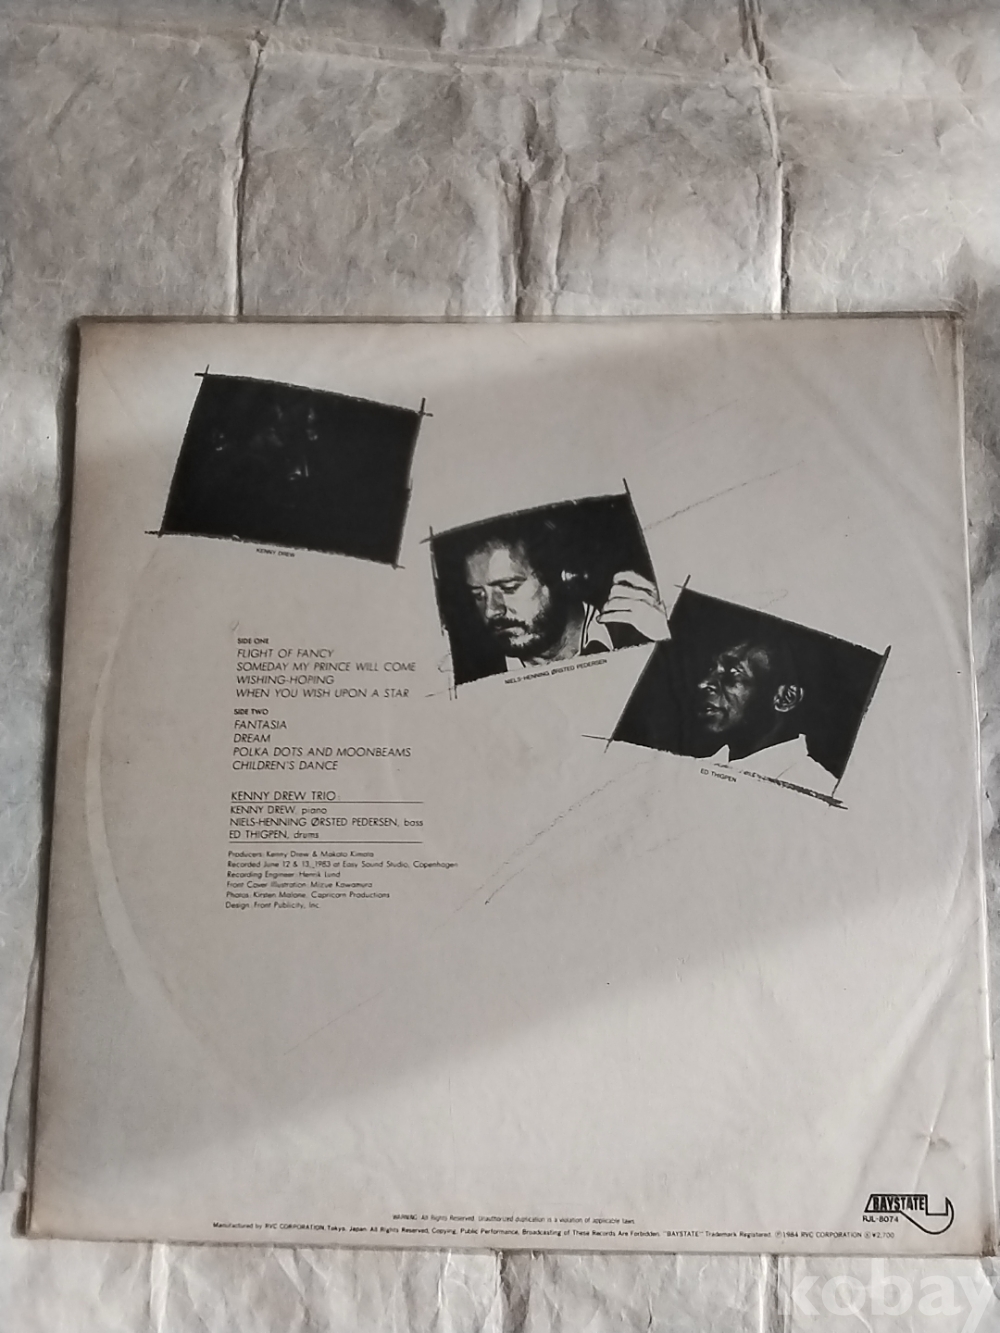 KENNY DREW
NIELS-HENNING ØRSTED PEDERSEN
ED THIGPEN
SIDE ONE
FLIGHT OF FANCY
SOMEDAY MY PRINCE WILL COME
WISHING-HOPING
WHEN YOU WISH UPON A STAR
SIDE TWO
FANTASIA
DREAM
POLKA DOTS AND MOONBEAMS
CHILDREN'S DANCE
KENNY DREW TRIO:
KENNY DREW, piano
NIELS-HENNING ØRSTED PEDERSEN, bass
ED THIGPEN, drums
Producers: Kenny Drew & Makoto Kimata
Recorded June 12 & 13, 1983 at Easy Sound Studio, Copenhagen
Recording Engineer: Henrik Lund
Front Cover Illustration: Mizue Kawamura
Photos: Kirsten Malone, Capricorn Productions
Design: Front Publicity, Inc.
BAYSTATE
RJL-8074
WARNING: All Rights Reserved. Unauthorized duplication is a violation of applicable laws.
Manufactured by RVC CORPORATION, Tokyo, Japan. All Rights Reserved, Copying, Public Performance, Broadcasting of These Records Are Forbidden. "BAYSTATE" Trademark Registered. Ⓟ1984 RVC CORPORATION ¥2,700
kobay